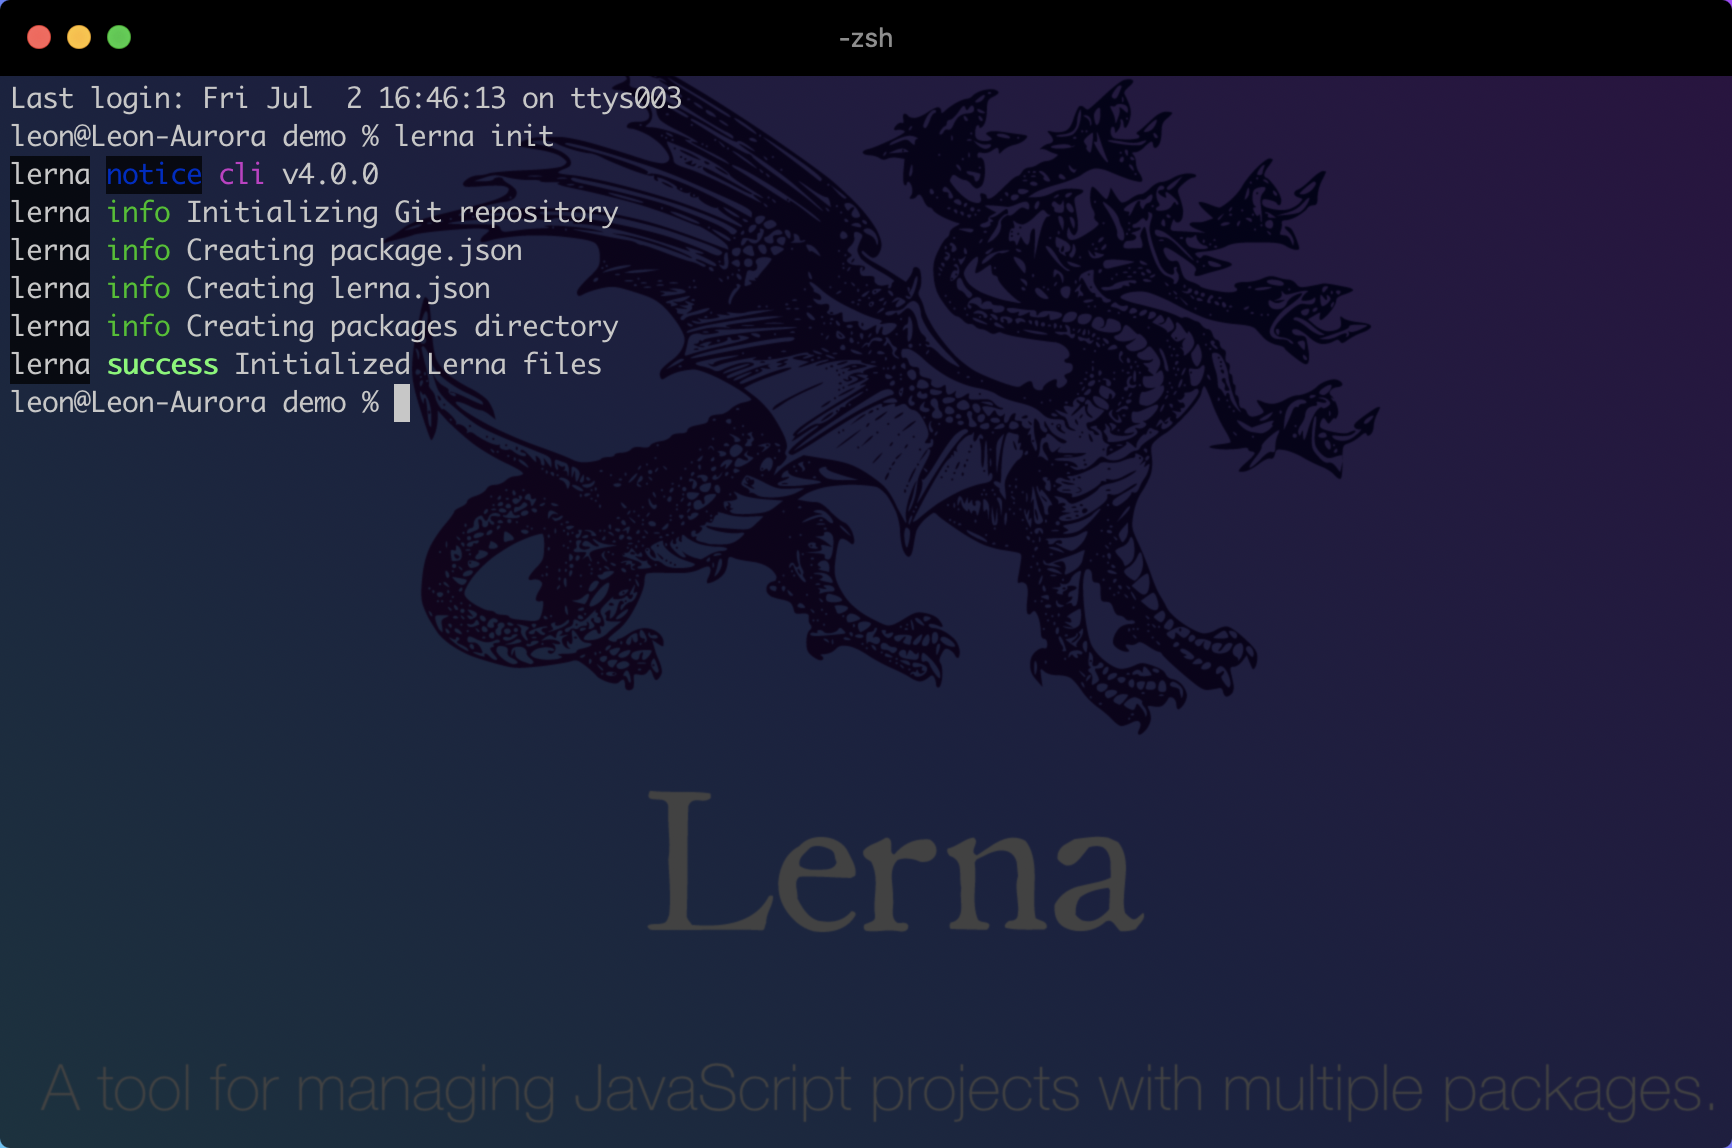 -zsh
Last login: Fri Jul  2 16:46:13 on ttys003
leon@Leon-Aurora demo % lerna init
lerna notice cli v4.0.0
lerna info Initializing Git repository
lerna info Creating package.json
lerna info Creating lerna.json
lerna info Creating packages directory
lerna success Initialized Lerna files
leon@Leon-Aurora demo %
Lerna
A tool for managing JavaScript projects with multiple packages.